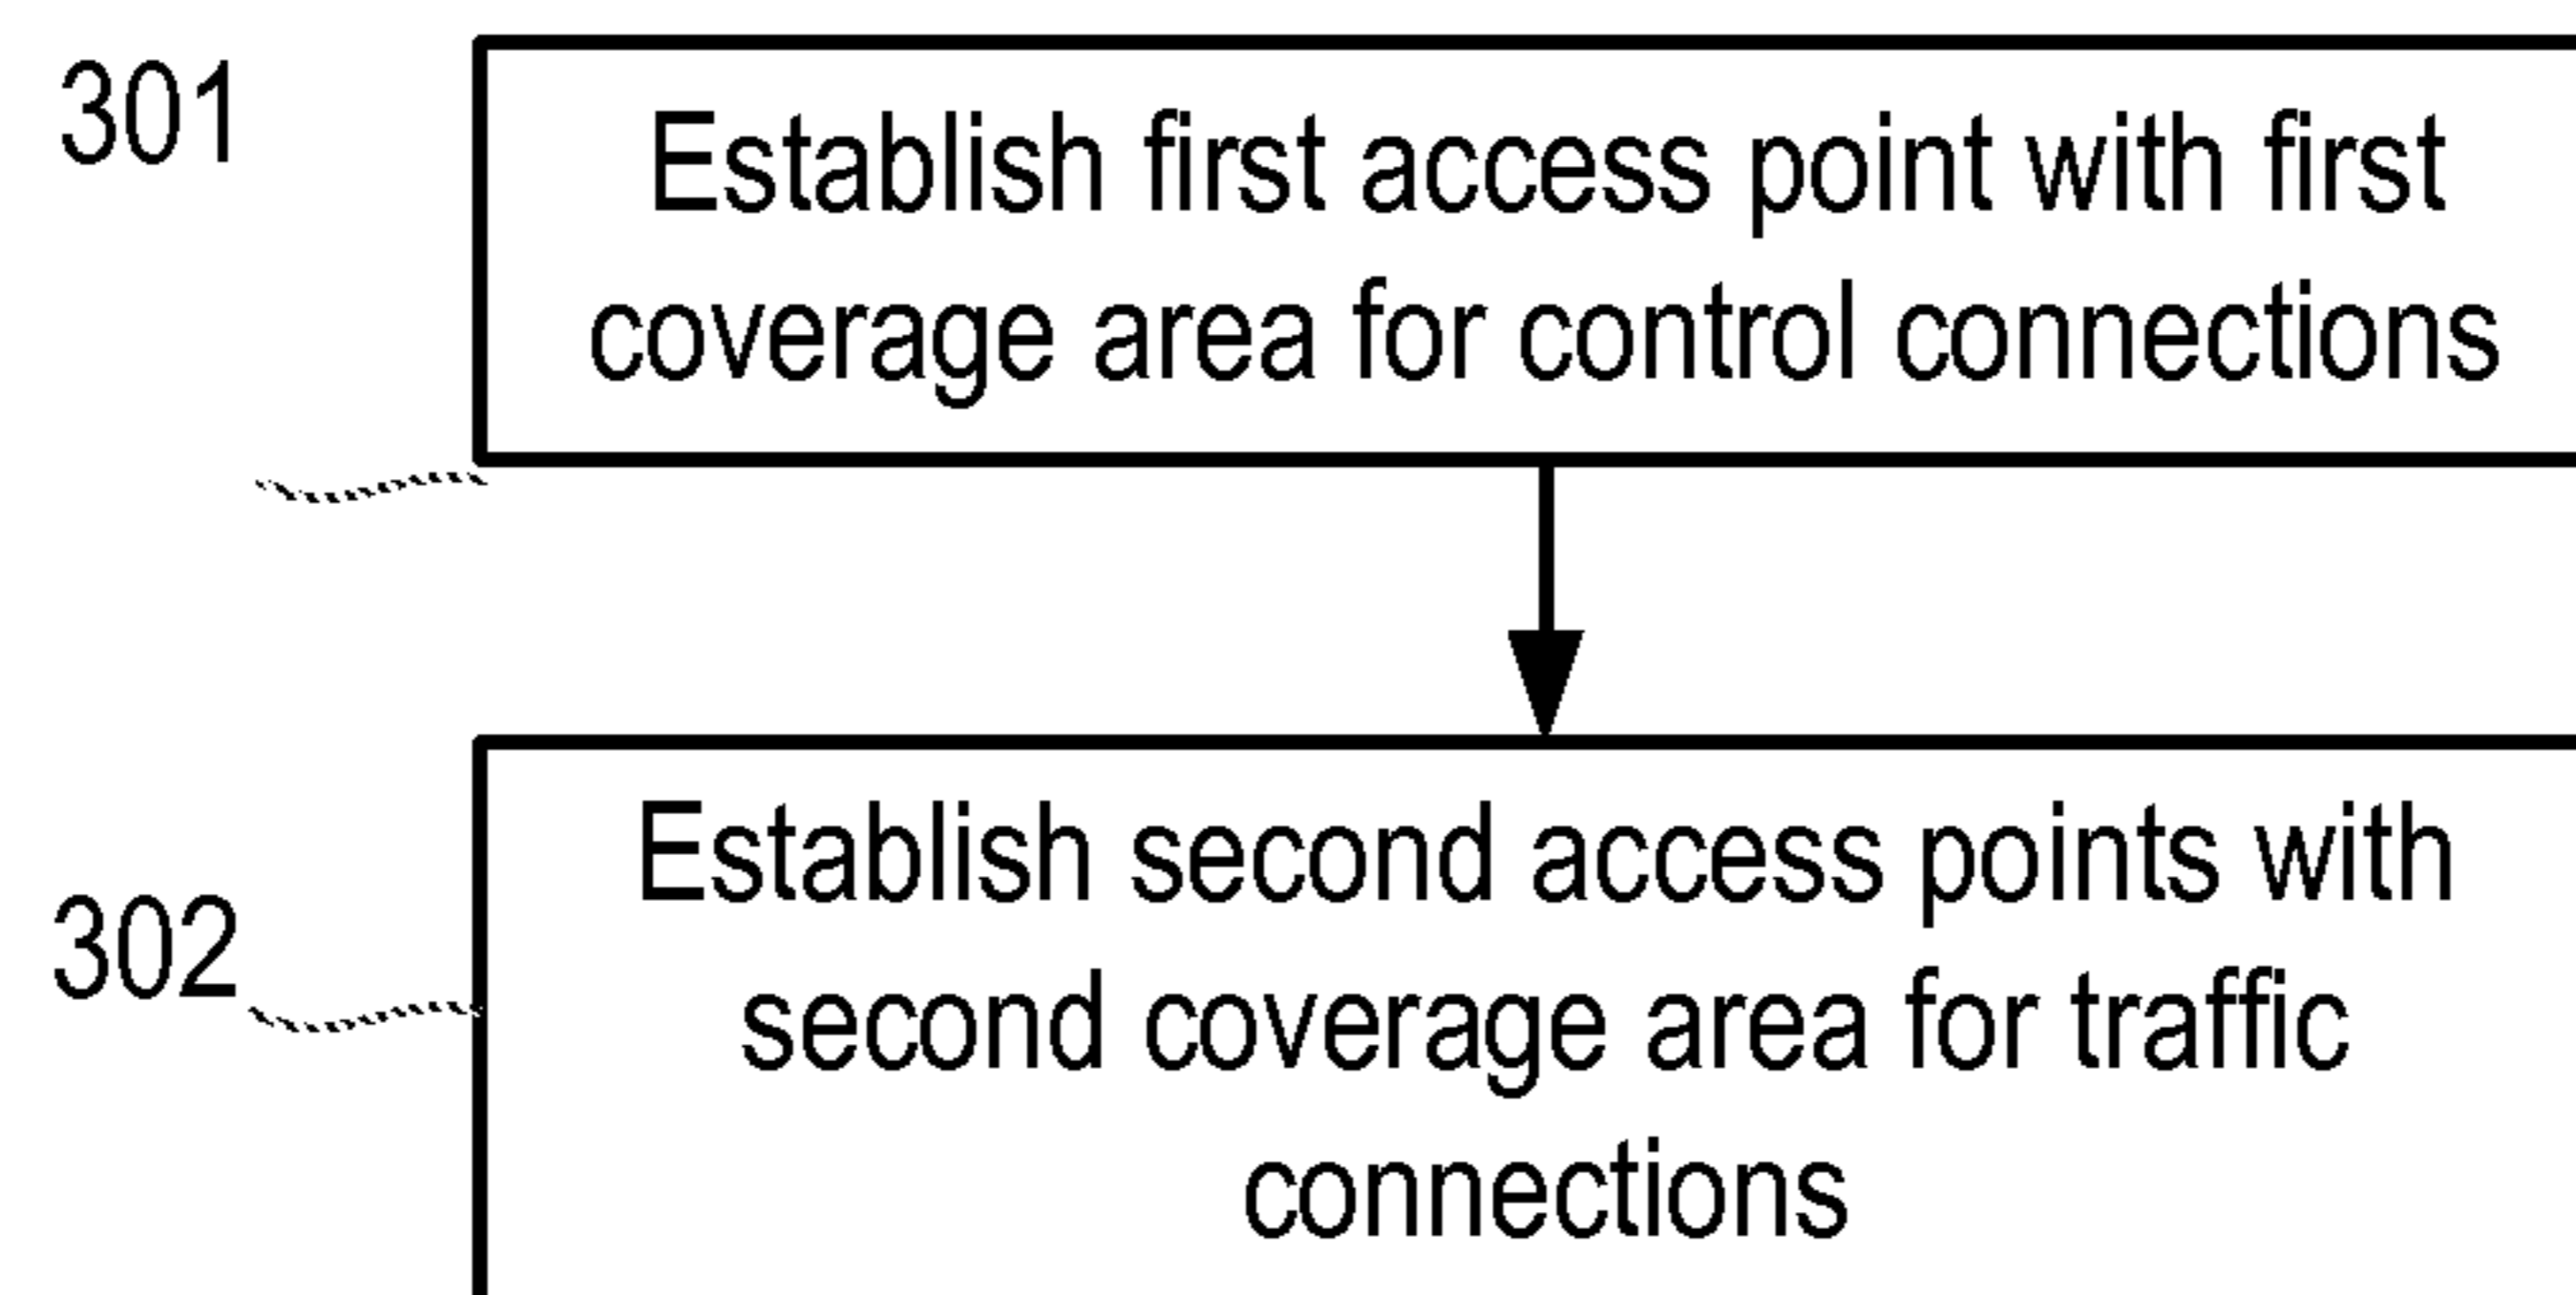 301
Establish first access point with first
coverage area for control connections
302
Establish second access points with
second coverage area for traffic
connections